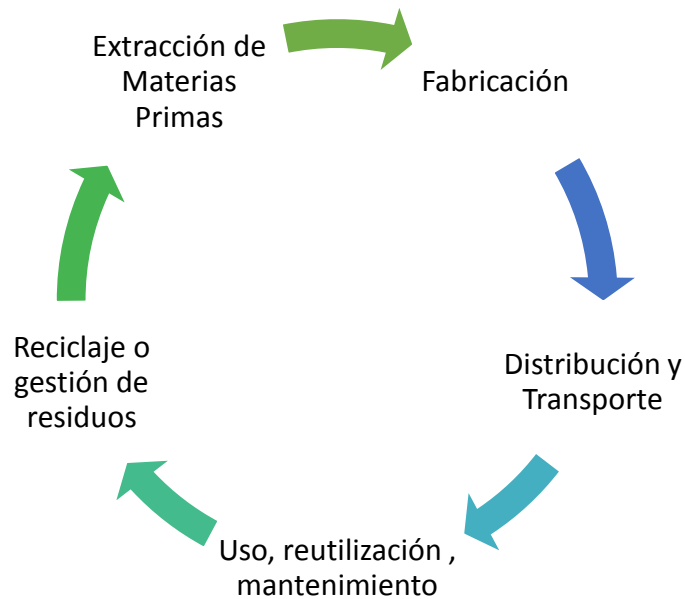 Extracción de
Materias
Primas
Fabricación
Distribución y
Transporte
Uso, reutilización ,
mantenimiento
Reciclaje o
gestión de
residuos